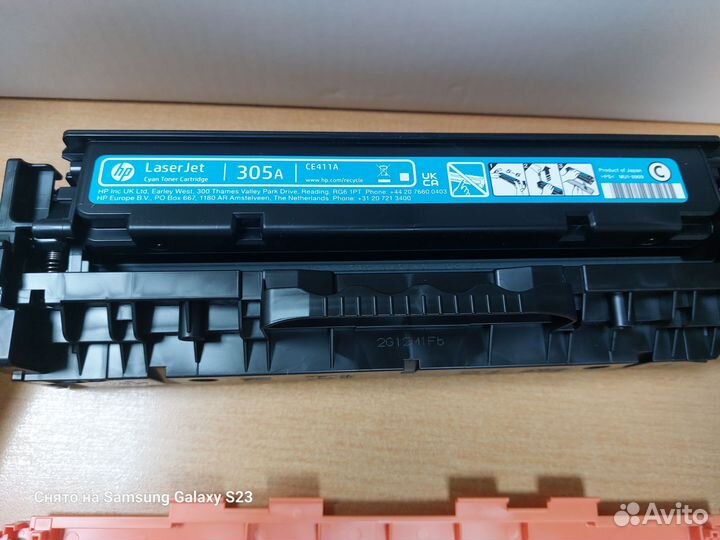 hp LaserJet
Cyan Toner Cartridge
305A
CE411A
www.hp.com/recycle
UK
CA
HP Inc UK Ltd, Earley West, 300 Thames Valley Park Drive, Reading, RG6 1PT Phone: +44 20 7660 0403
HP Europe B.V., PO Box 667, 1180 AR Amstelveen, The Netherlands, Phone: +31 20 721 3400
C
Product of Japan
2G12M1F6
Снято на Samsung Galaxy S23
Avito